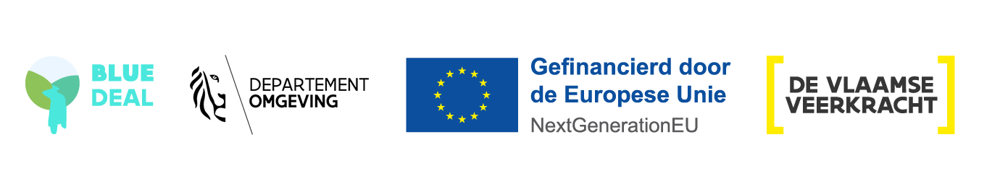 BLUE
DEAL
DEPARTEMENT
OMGEVING
Gefinancierd door
de Europese Unie
NextGenerationEU
DE VLAAMSE
VEERKRACHT